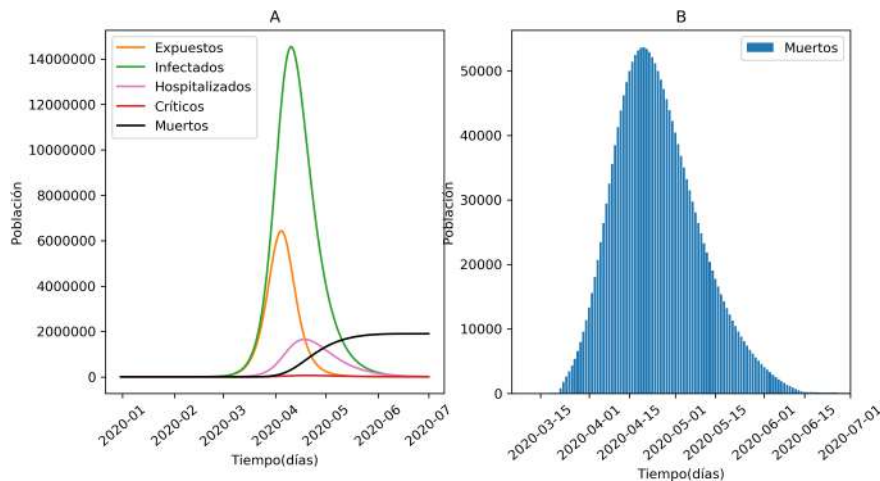 A
Expuestos
Infectados
Hospitalizados
Críticos
Muertos
14000000
12000000
10000000
8000000
6000000
4000000
2000000
0
Población
2020-01
2020-02
2020-03
2020-04
2020-05
2020-06
2020-07
Tiempo(días)
B
Muertos
50000
40000
30000
20000
10000
0
Población
2020-03-15
2020-04-01
2020-04-15
2020-05-01
2020-05-15
2020-06-01
2020-06-15
2020-07-01
Tiempo(días)